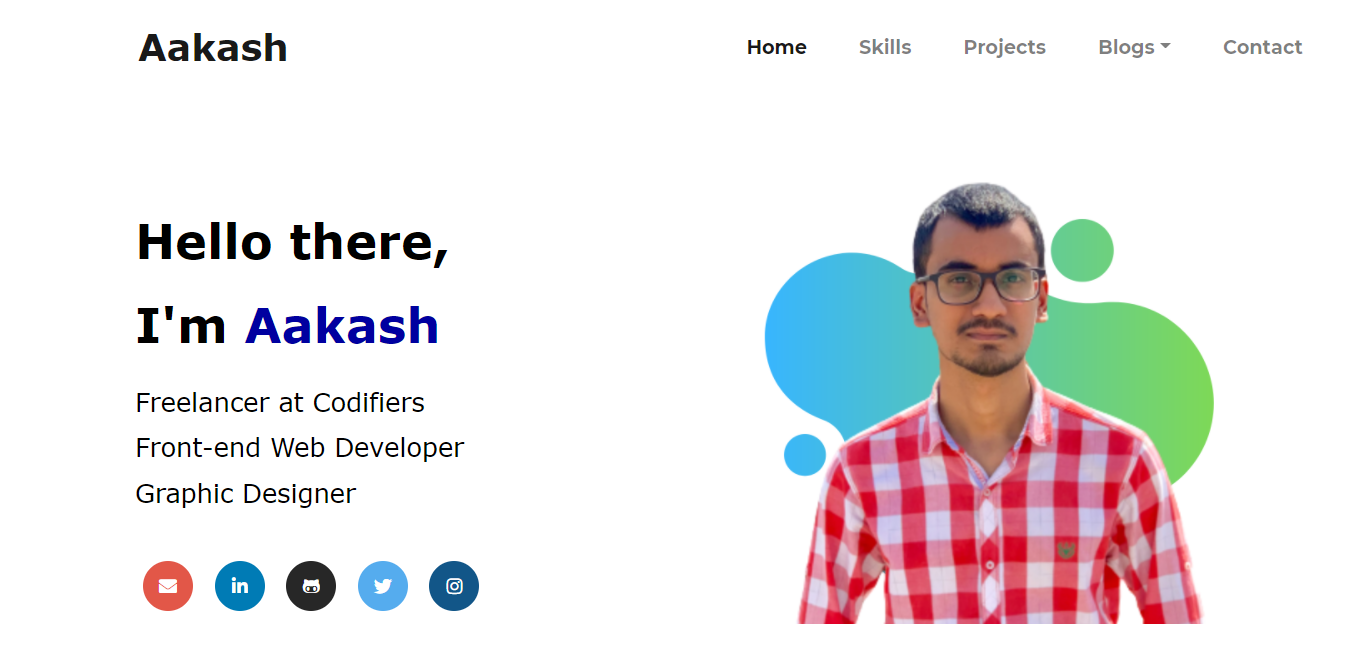 Aakash
Home Skills Projects Blogs Contact
Hello there,
I'm Aakash
Freelancer at Codifiers
Front-end Web Developer
Graphic Designer
in